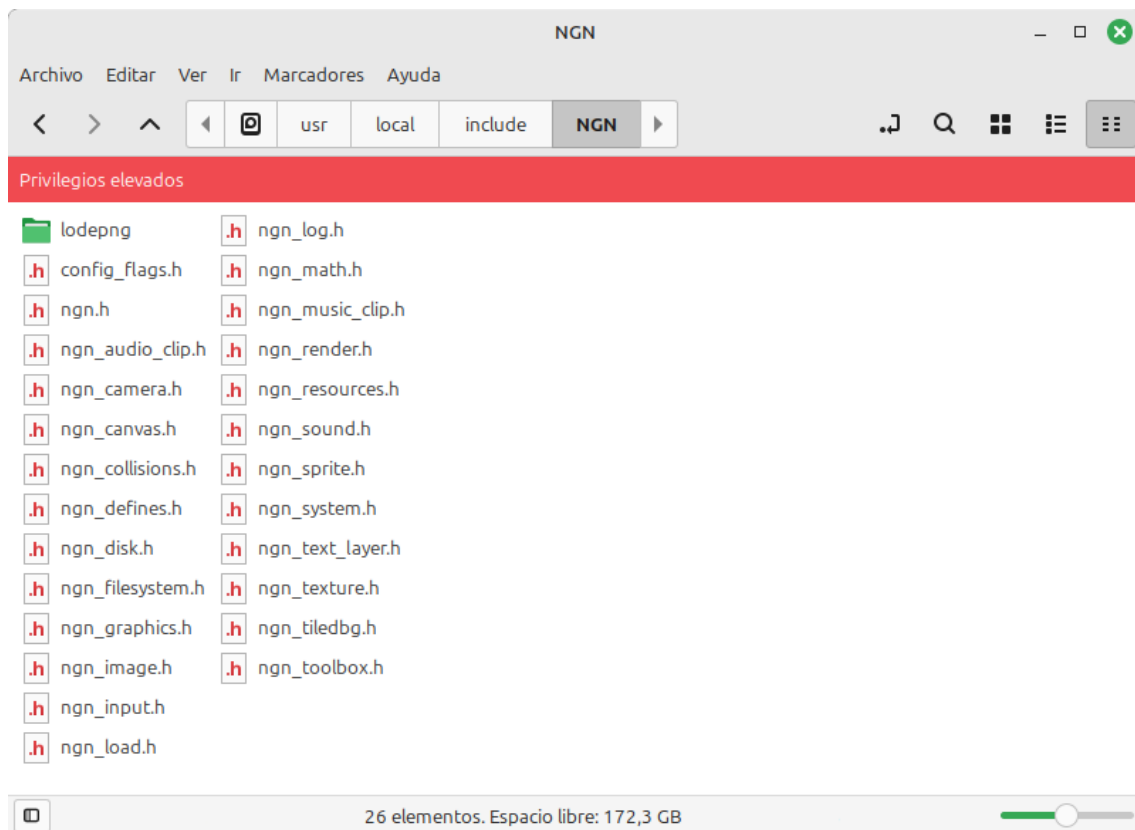 NGN
Archivo Editar Ver Ir Marcadores Ayuda
usr local include NGN
Privilegios elevados
lodepng
config_flags.h
ngn.h
ngn_audio_clip.h
ngn_camera.h
ngn_canvas.h
ngn_collisions.h
ngn_defines.h
ngn_disk.h
ngn_filesystem.h
ngn_graphics.h
ngn_image.h
ngn_input.h
ngn_load.h
ngn_log.h
ngn_math.h
ngn_music_clip.h
ngn_render.h
ngn_resources.h
ngn_sound.h
ngn_sprite.h
ngn_system.h
ngn_text_layer.h
ngn_texture.h
ngn_tiledbg.h
ngn_toolbox.h
26 elementos. Espacio libre: 172,3 GB